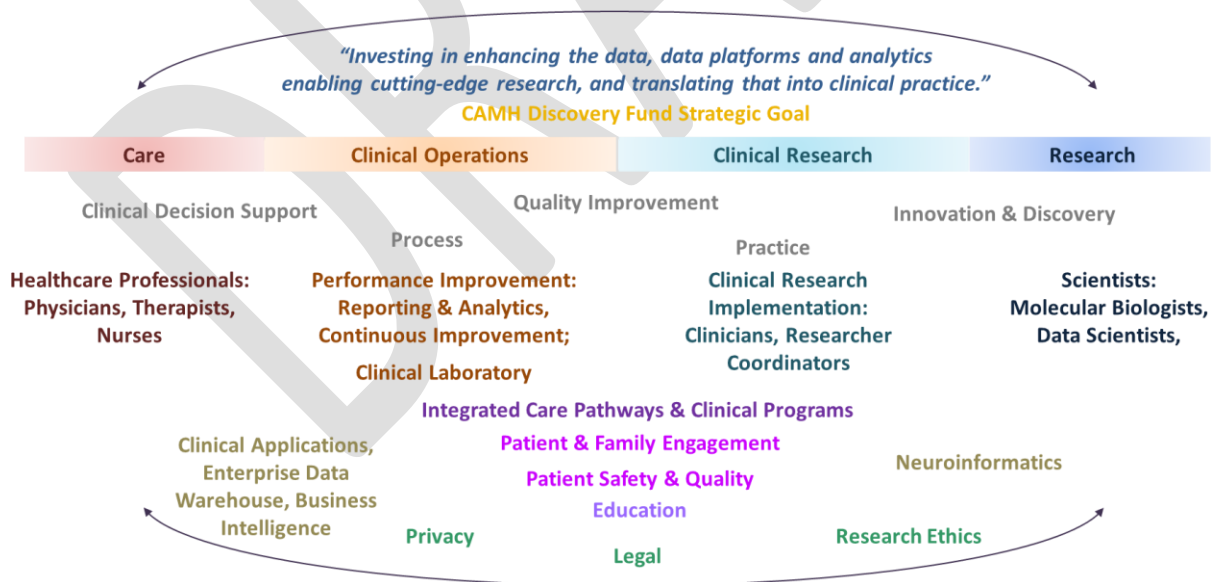 “Investing in enhancing the data, data platforms and analytics
enabling cutting-edge research, and translating that into clinical practice.”
CAMH Discovery Fund Strategic Goal
Care
Clinical Operations
Clinical Research
Research
Clinical Decision Support
Quality Improvement
Innovation & Discovery
Process
Practice
Healthcare Professionals:
Physicians, Therapists,
Nurses
Performance Improvement:
Reporting & Analytics,
Continuous Improvement;
Clinical Laboratory
Clinical Research
Implementation:
Clinicians, Researcher
Coordinators
Scientists:
Molecular Biologists,
Data Scientists,
Integrated Care Pathways & Clinical Programs
Clinical Applications,
Enterprise Data
Warehouse, Business
Intelligence
Patient & Family Engagement
Patient Safety & Quality
Education
Neuroinformatics
Privacy
Legal
Research Ethics